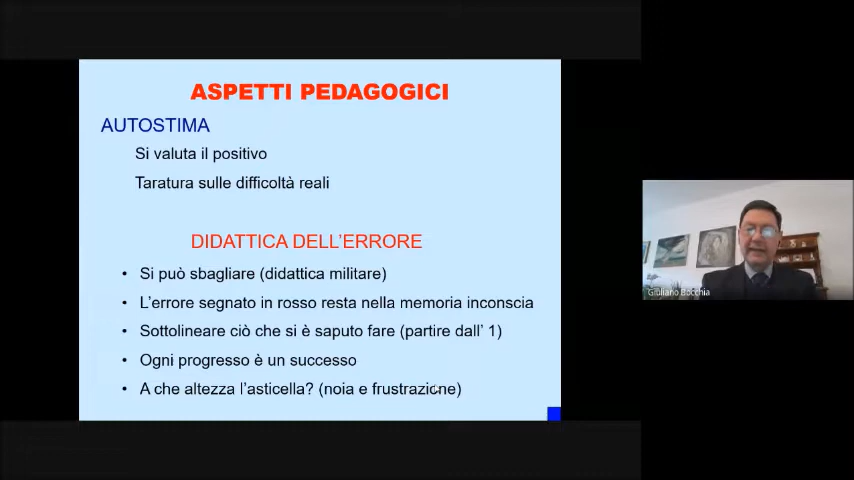 ASPETTI PEDAGOGICI
AUTOSTIMA
Si valuta il positivo
Taratura sulle difficoltà reali
DIDATTICA DELL'ERRORE
• Si può sbagliare (didattica militare)
• L'errore segnato in rosso resta nella memoria inconscia
• Sottolineare ciò che si è saputo fare (partire dall' 1)
• Ogni progresso è un successo
• A che altezza l'asticella? (noia e frustrazione)
Giuliano Bocchia